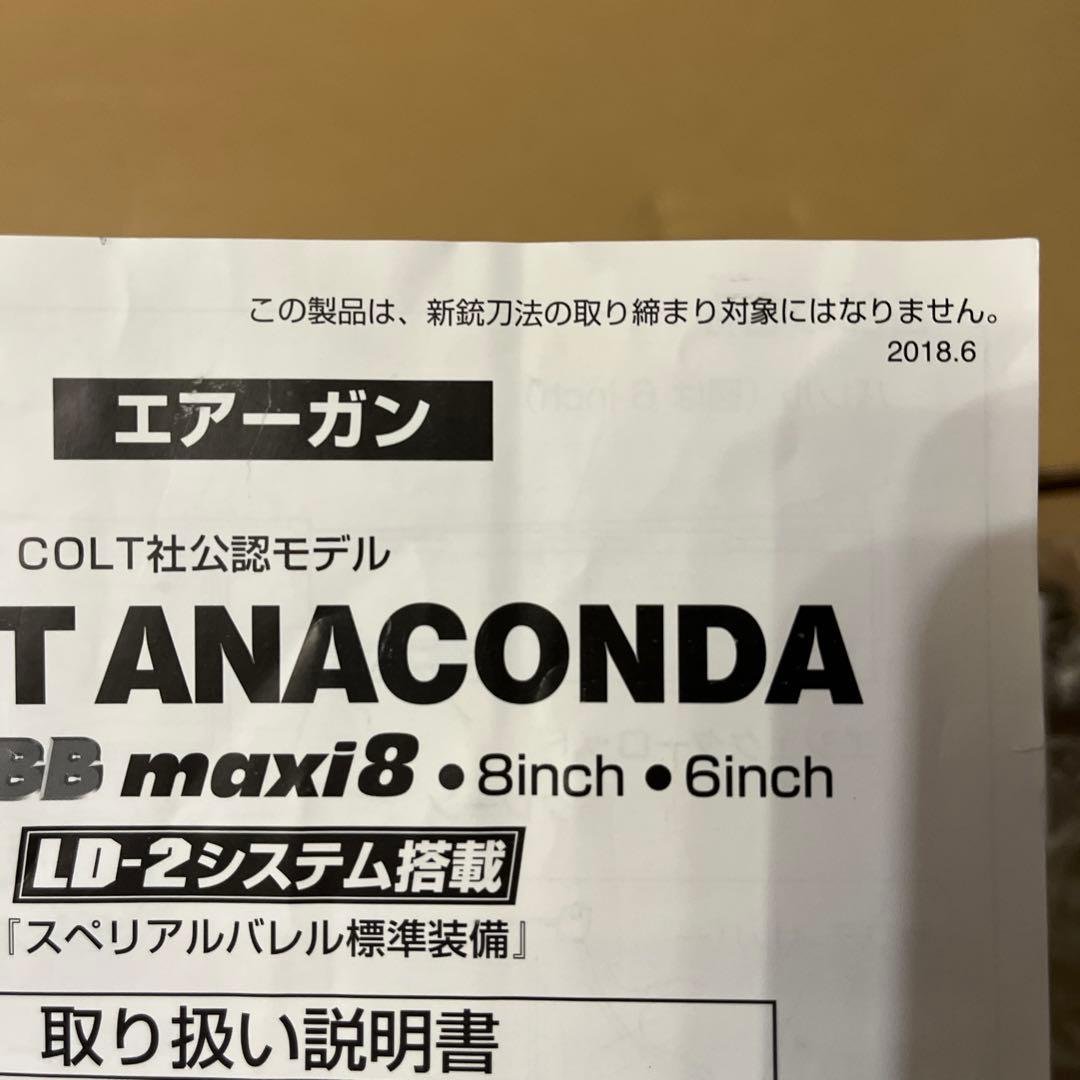 この製品は、新銃刀法の取り締まり対象にはなりません。
2018.6
エアーガン
COLT社公認モデル
T ANACONDA
BB maxi8 ●8inch ●6inch
LD-2システム搭載
『スペリアルバレル標準装備』
取り扱い説明書